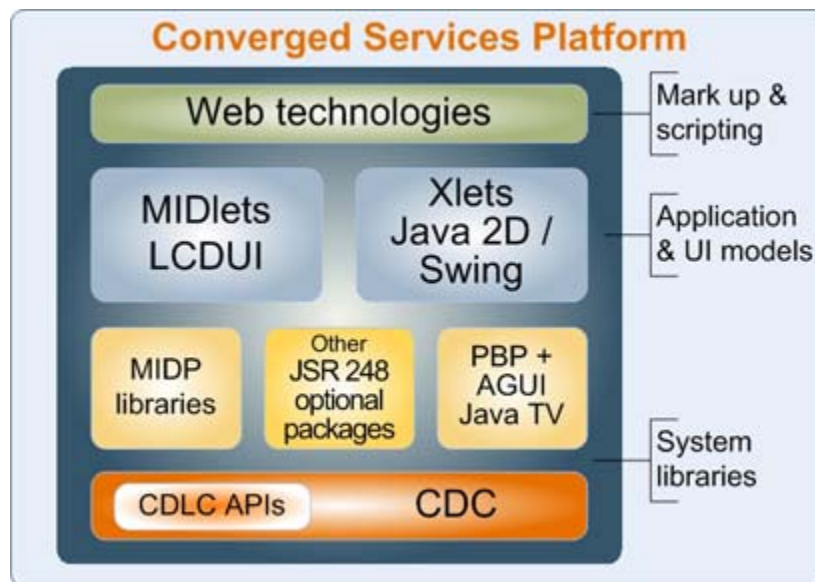 Converged Services Platform
Web technologies
Mark up &
scripting
MIDlets
LCDUI
Xlets
Java 2D /
Swing
Application
& UI models
MIDP
libraries
Other
JSR 248
optional
packages
PBP +
AGUI
Java TV
System
libraries
CDLC APIs
CDC